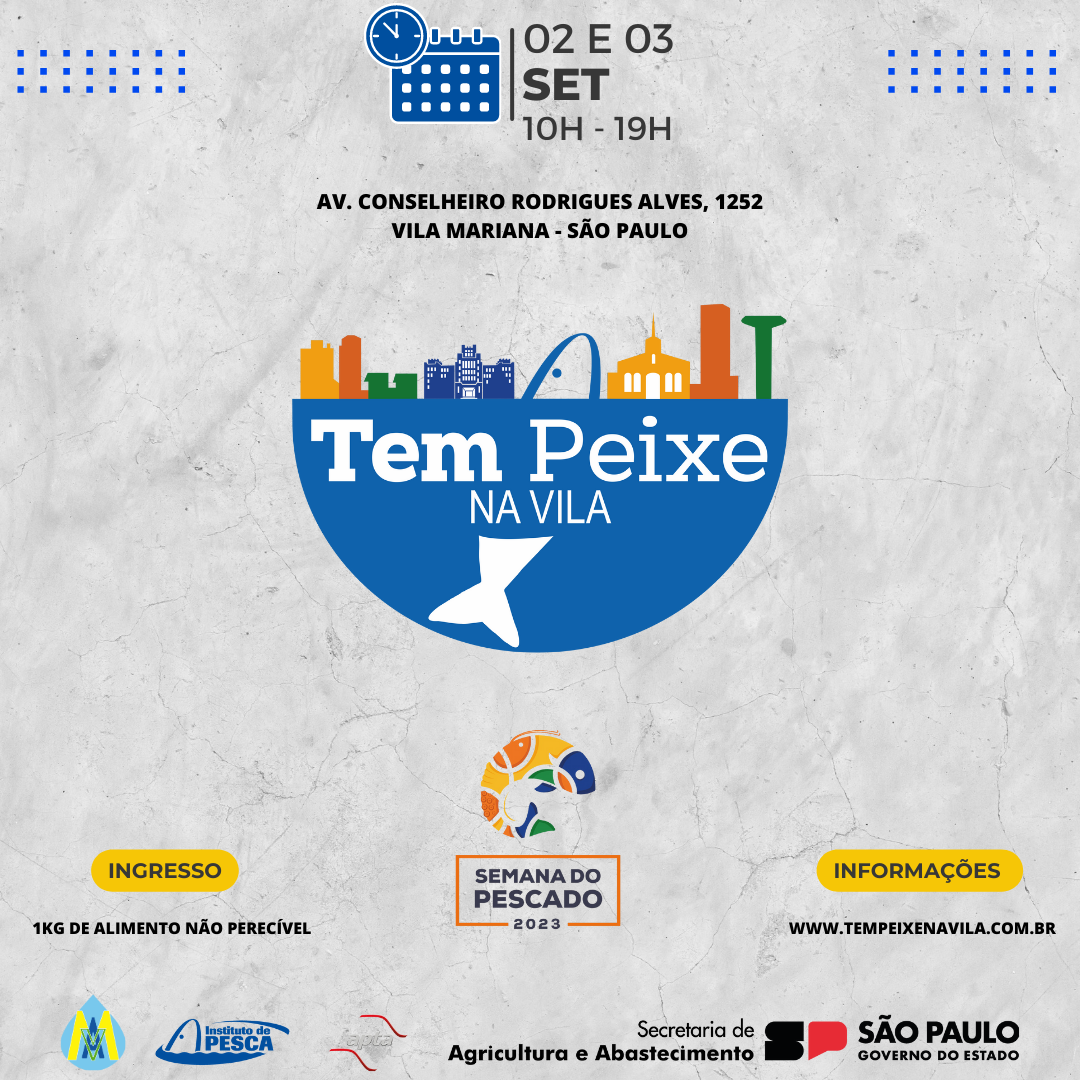 02 E 03
SET
10H - 19H
AV. CONSELHEIRO RODRIGUES ALVES, 1252
VILA MARIANA - SÃO PAULO
Tem Peixe
NA VILA
SEMANA DO
PESCADO
2023
INGRESSO
1KG DE ALIMENTO NÃO PERECÍVEL
INFORMAÇÕES
WWW.TEMPEIXENAVILA.COM.BR
Instituto de
PESCA
apta
Secretaria de
Agricultura e Abastecimento
SP
SÃO PAULO
GOVERNO DO ESTADO